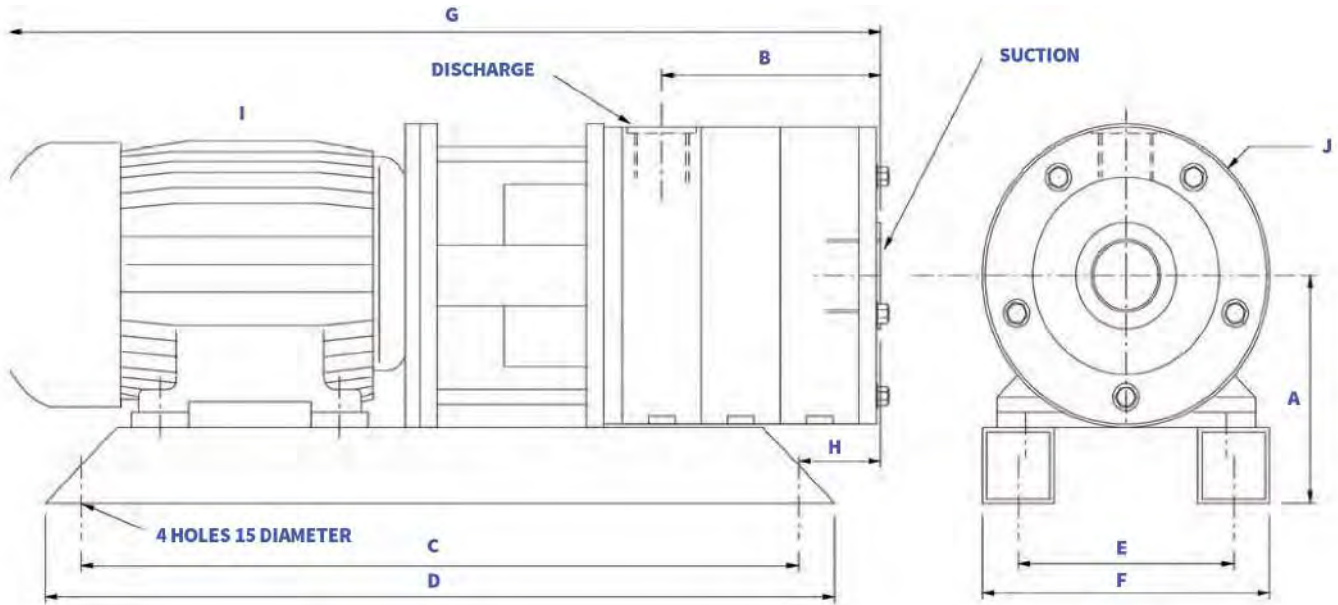 G
B
SUCTION
DISCHARGE
I
J
A
H
4 HOLES 15 DIAMETER
C
E
D
F